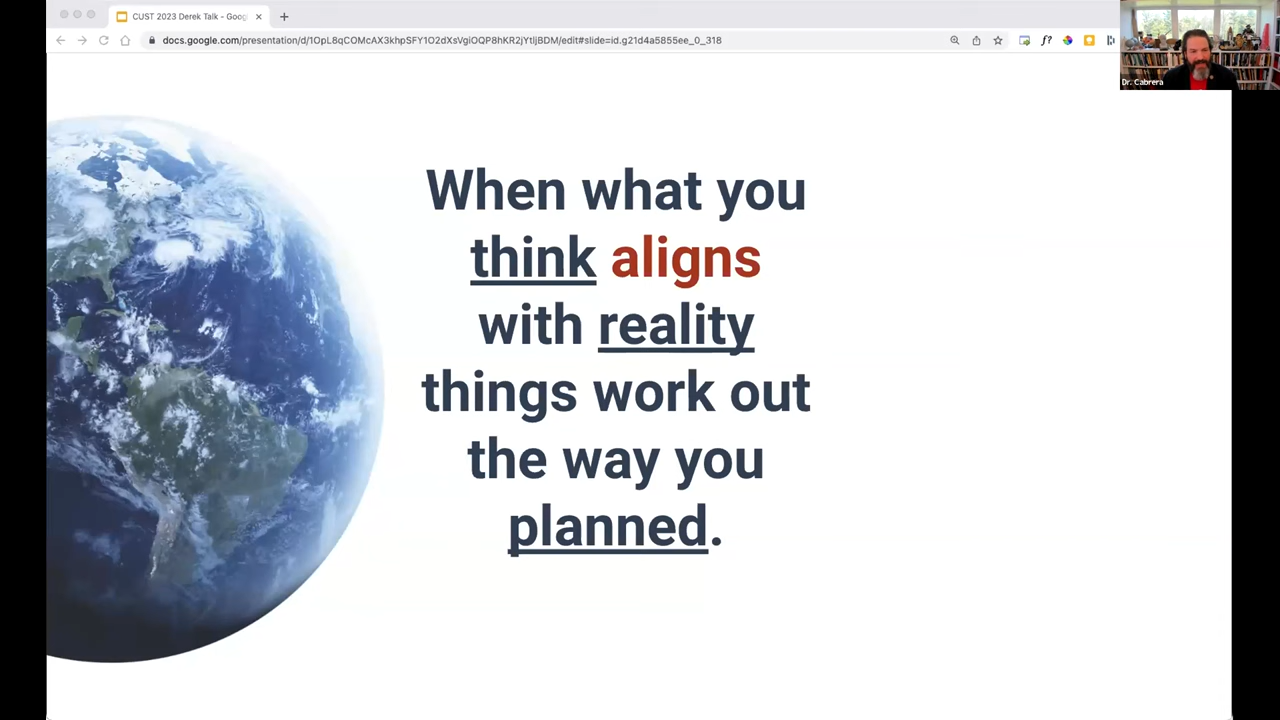 CUST 2023 Derek Talk - Goog
docs.google.com/presentation/d/1OpL8qCOMcAX3khpSFY1O2dXsVgiOQP8hKR2jYtljBDM/edit#slide=id.g21d4a5855ee_0_318
f?
Dr. Cabrera
When what you
think aligns
with reality
things work out
the way you
planned.